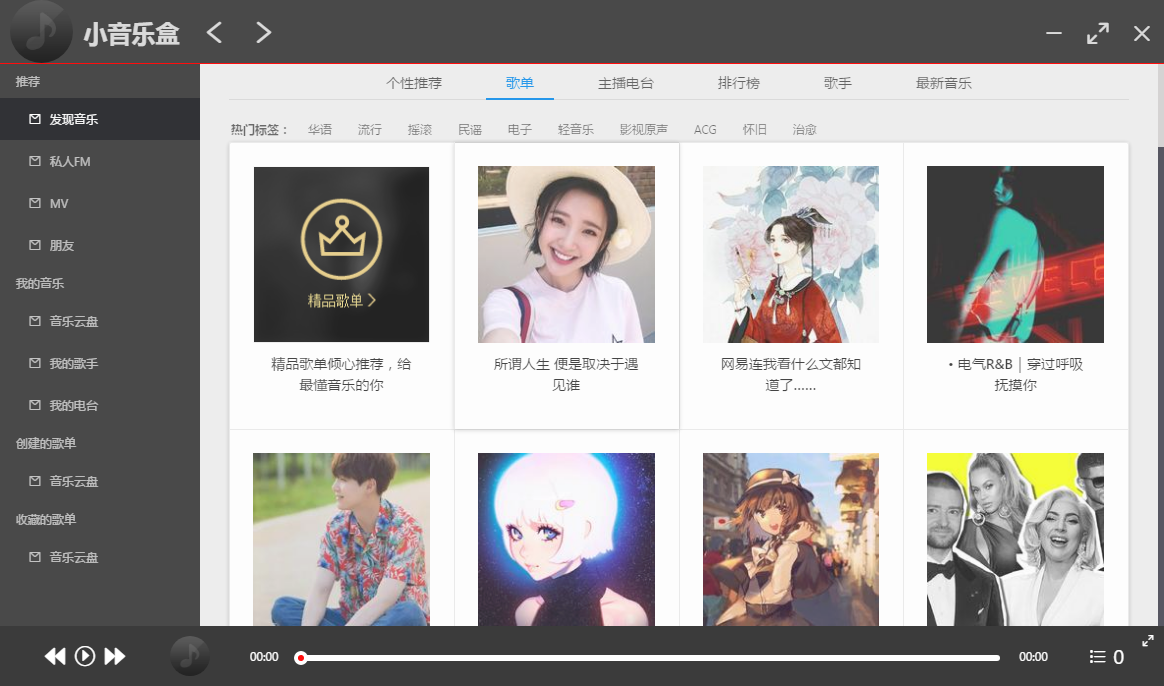 小音乐盒
推荐
发现音乐
私人FM
MV
朋友
我的音乐
音乐云盘
我的歌手
我的电台
创建的歌单
音乐云盘
收藏的歌单
音乐云盘
个性推荐 歌单 主播电台 排行榜 歌手 最新音乐
热门标签： 华语 流行 摇滚 民谣 电子 轻音乐 影视原声 ACG 怀旧 治愈
精品歌单
精品歌单倾心推荐，给
最懂音乐的你
所谓人生 便是取决于遇
见谁
网易连我看什么文都知
道了......
• 电气R&B | 穿过呼吸
抚摸你
00:00 00:00 0